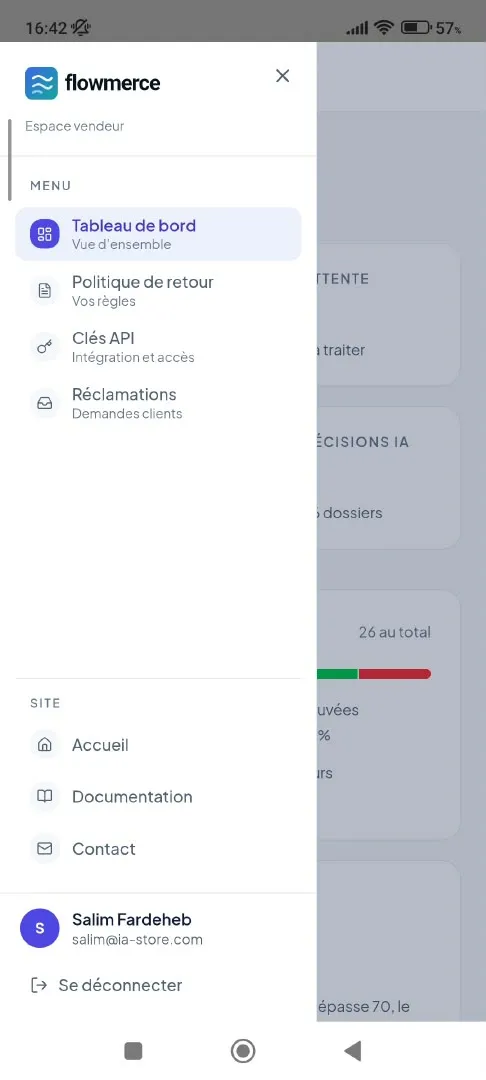 16:42
57%
flowmerce
Espace vendeur
MENU
Tableau de bord
Vue d'ensemble
Politique de retour
Vos règles
Clés API
Intégration et accès
Réclamations
Demandes clients
TTENTE
à traiter
ÉCISIONS IA
dossiers
26 au total
uvées
%
urs
épasse 70, le
SITE
Accueil
Documentation
Contact
S
Salim Fardeheb
salim@ia-store.com
Se déconnecter